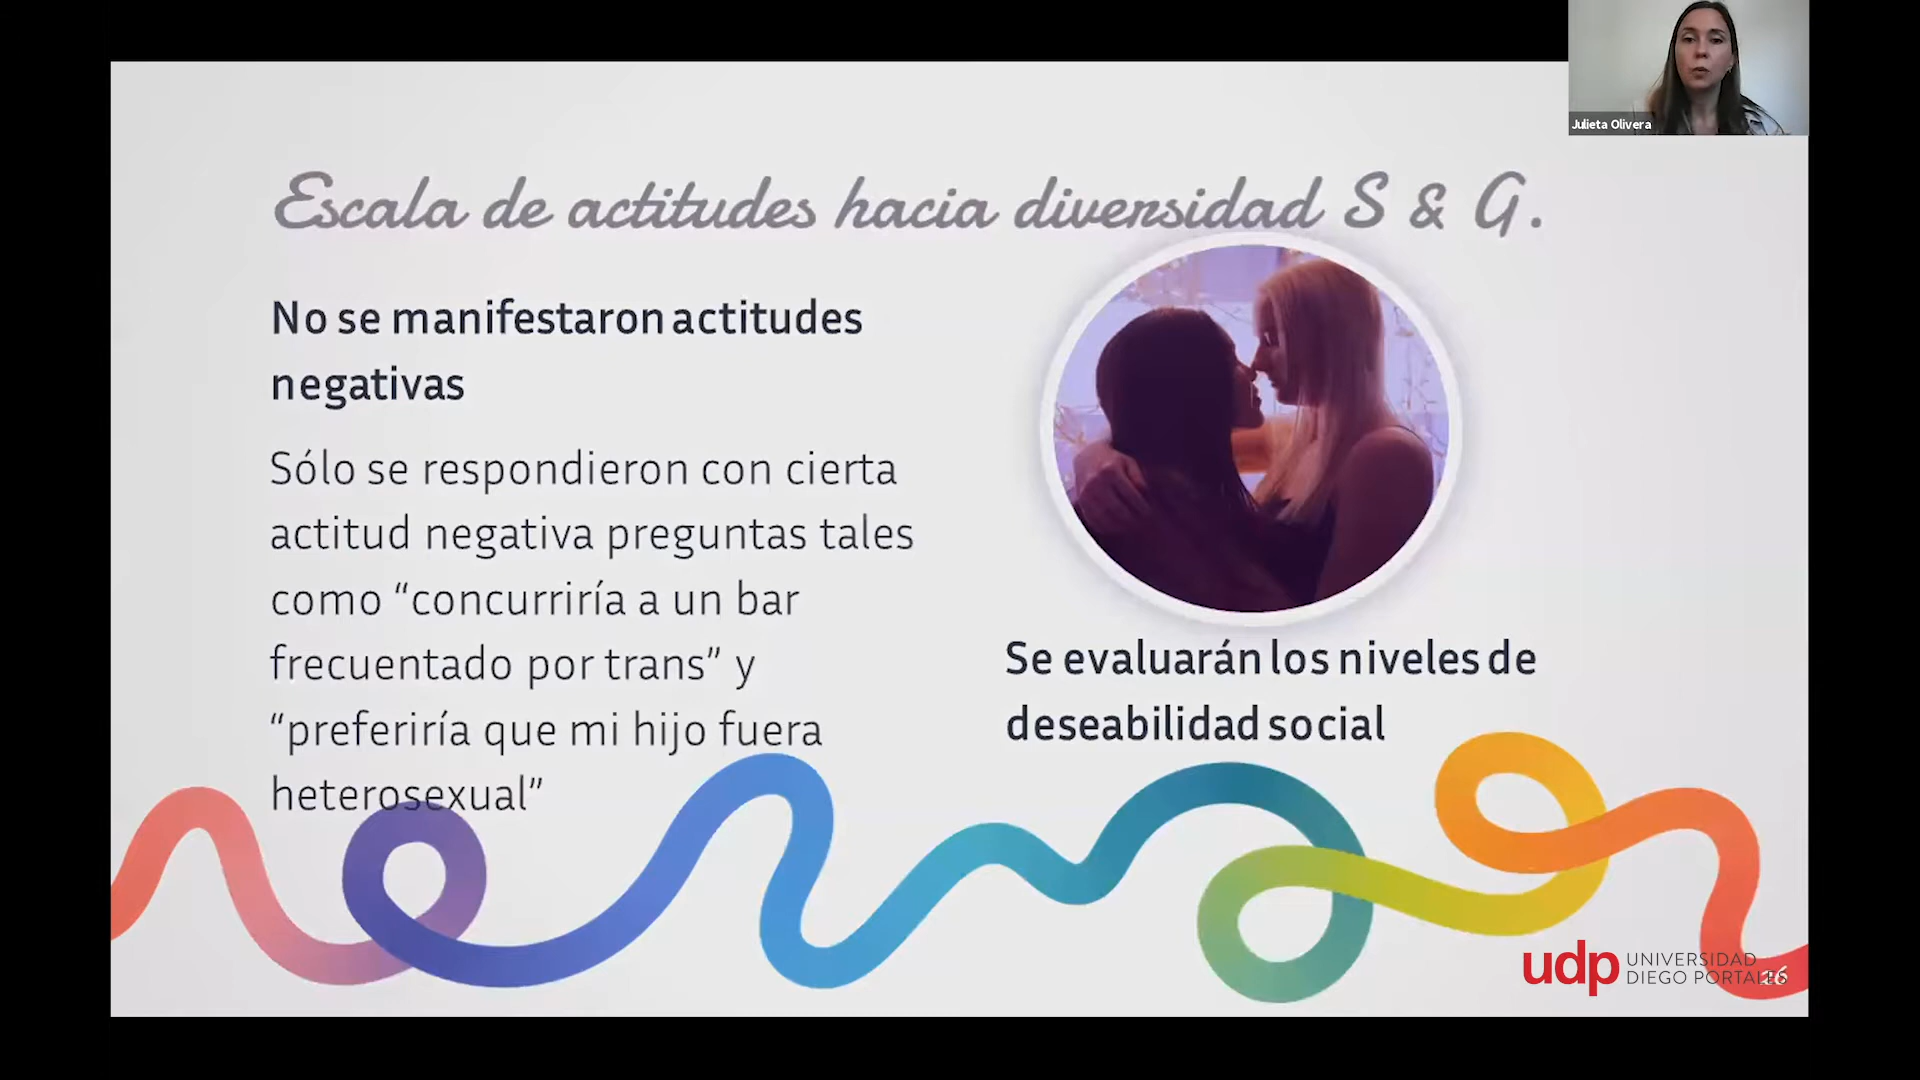 Julieta Olivera
Escala de actitudes hacia diversidad S & G.
No se manifestaron actitudes
negativas
Sólo se respondieron con cierta
actitud negativa preguntas tales
como “concurriría a un bar
frecuentado por trans” y
“preferiría que mi hijo fuera
heterosexual”
Se evaluarán los niveles de
deseabilidad social
udp UNIVERSIDAD
DIEGO PORTALES
26